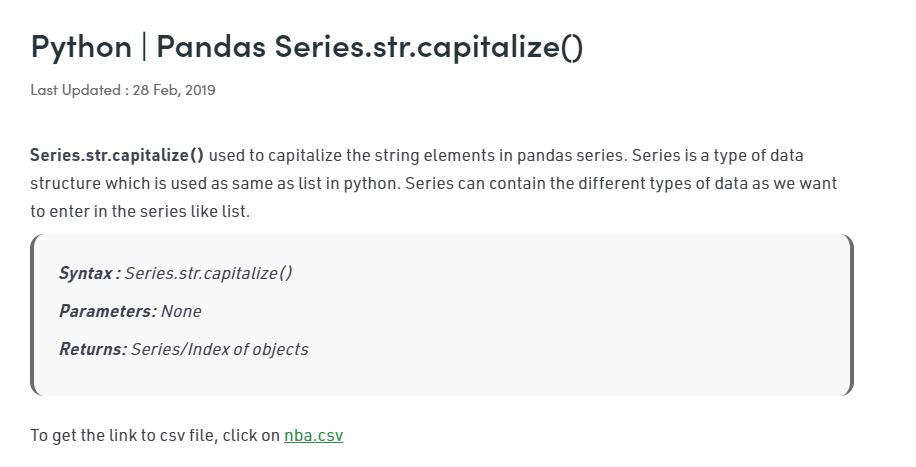 Python | Pandas Series.str.capitalize()
Last Updated : 28 Feb, 2019
Series.str.capitalize() used to capitalize the string elements in pandas series. Series is a type of data
structure which is used as same as list in python. Series can contain the different types of data as we want
to enter in the series like list.
Syntax : Series.str.capitalize()
Parameters: None
Returns: Series/Index of objects
To get the link to csv file, click on nba.csv